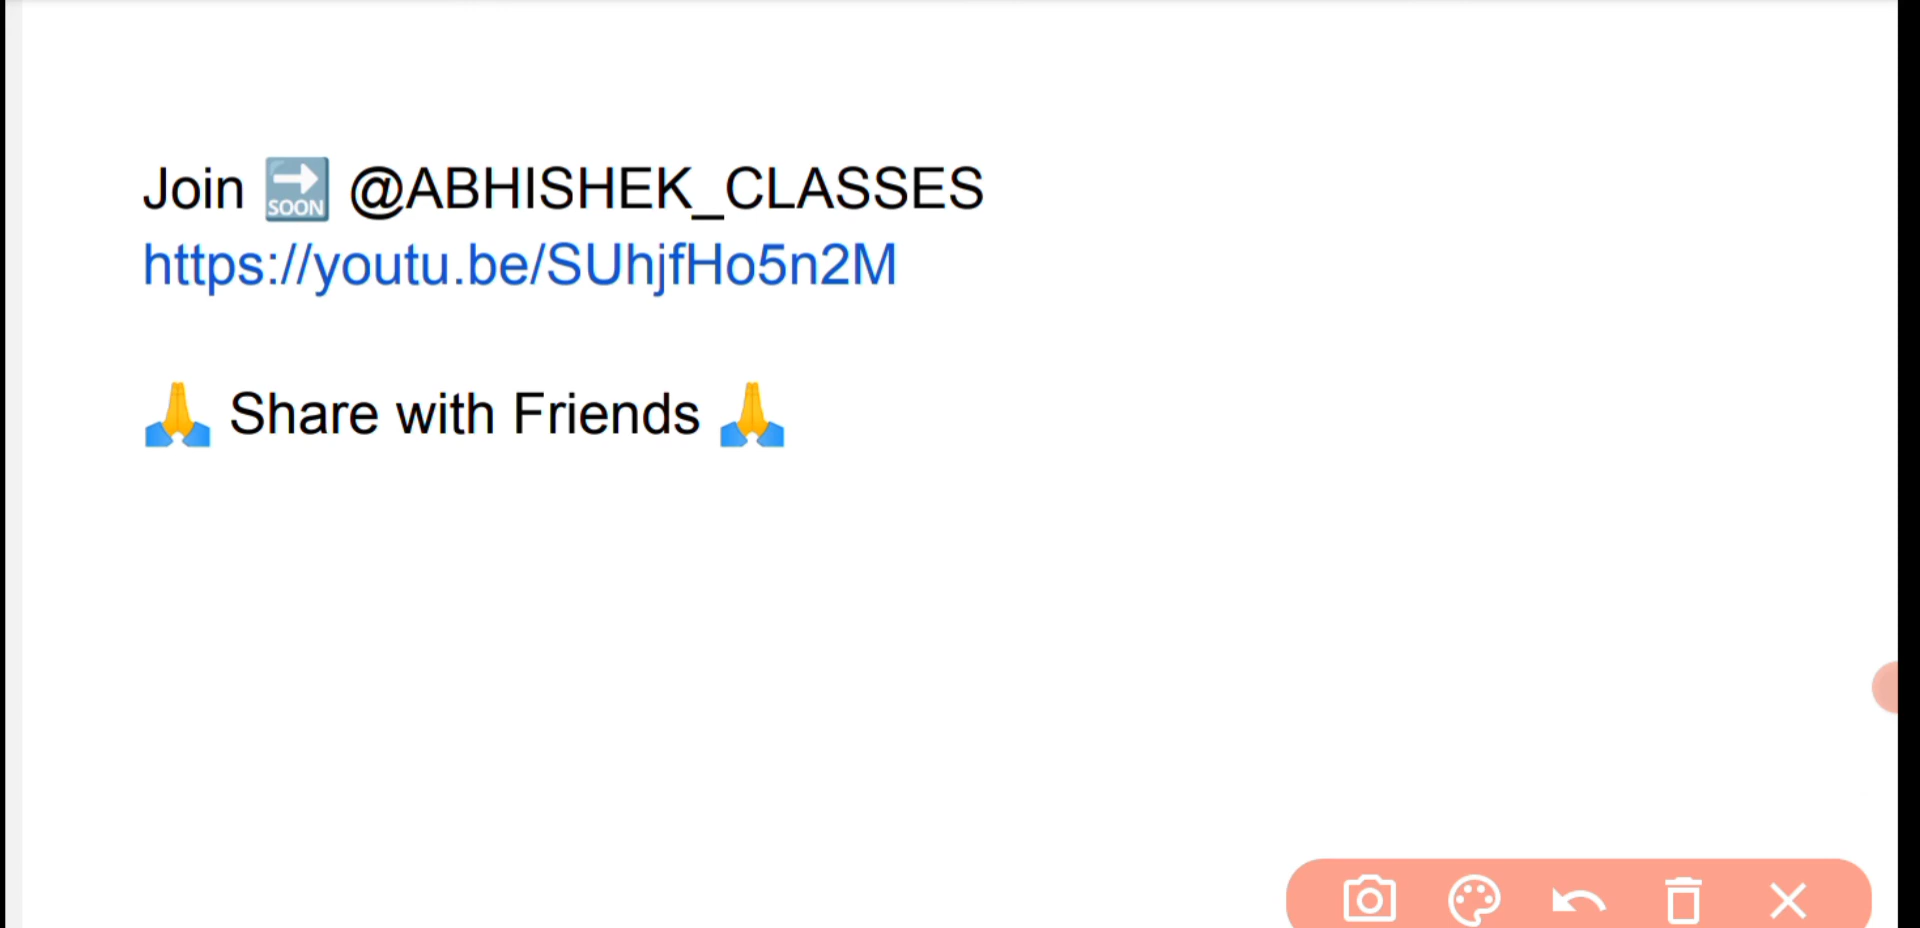 Join 🔜 @ABHISHEK_CLASSES
https://youtu.be/SUhjfHo5n2M
🙏 Share with Friends 🙏